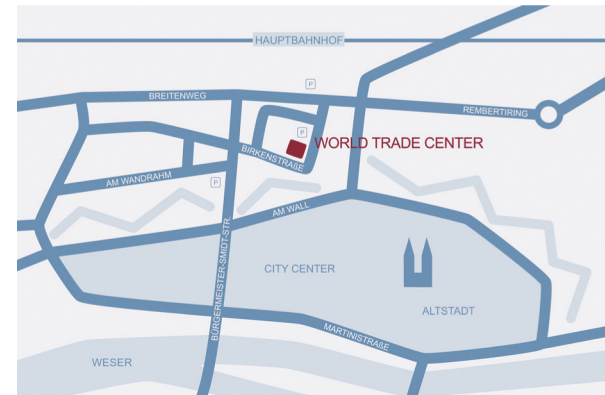 HAUPTBAHNHOF
P
BREITENWEG
REMBERTIRING
P
WORLD TRADE CENTER
BIRKENSTRAßE
AM WANDRAHM
P
AM WALL
BÜRGERMEISTER-SMIDT-STR.
CITY CENTER
ALTSTADT
MARTINISTRAßE
WESER